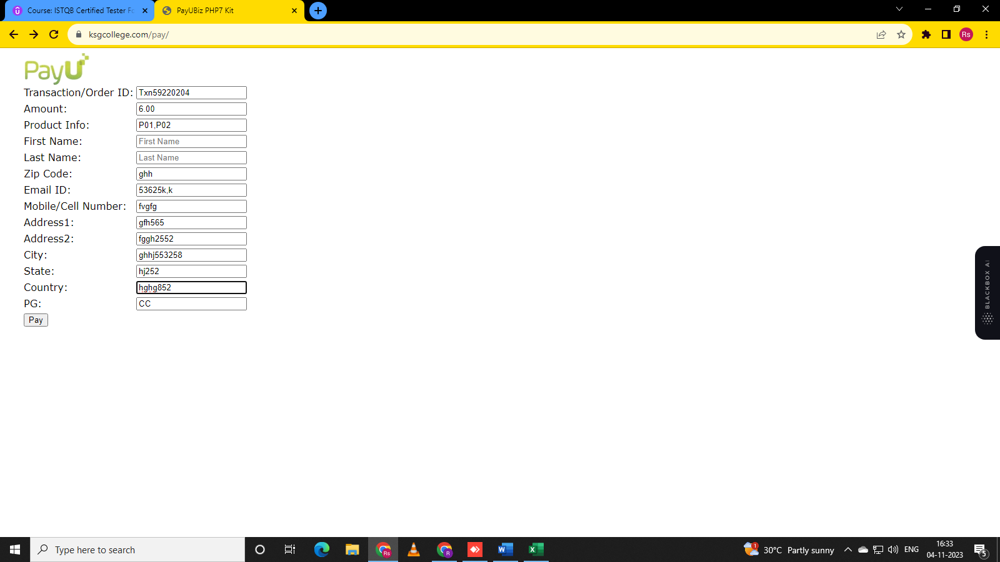 Course: ISTQB Certified Tester Fo
PayUBiz PHP7 Kit
ksgcollege.com/pay/
Rs
PayU
Transaction/Order ID: Txn59220204
Amount: 6.00
Product Info: P01,P02
First Name: First Name
Last Name: Last Name
Zip Code: ghh
Email ID: 53625k,k
Mobile/Cell Number: fvgfg
Address1: gfh565
Address2: fggh2552
City: ghhj553258
State: hj252
Country: hghg852
PG: CC
Pay
BLACKBOX AI
Type here to search
Rs
R
W
X
1
30°C Partly sunny
ENG
16:33
04-11-2023
5